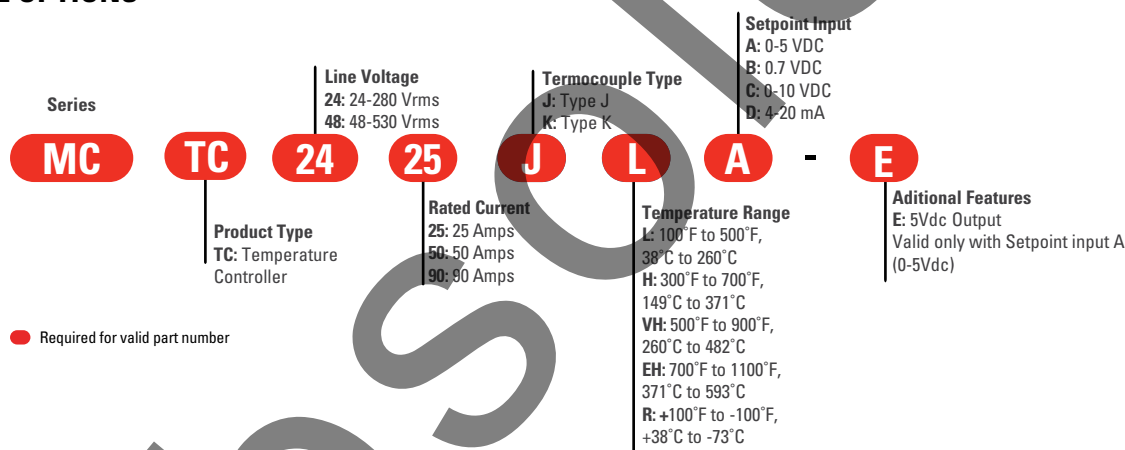 Setpoint Input
A: 0-5 VDC
B: 0.7 VDC
C: 0-10 VDC
D: 4-20 mA
Line Voltage
24: 24-280 Vrms
48: 48-530 Vrms
Termocouple Type
J: Type J
K: Type K
Series
MC TC 24 25 J L A - E
Product Type
TC: Temperature
Controller
Rated Current
25: 25 Amps
50: 50 Amps
90: 90 Amps
Temperature Range
L: 100˚F to 500˚F,
38˚C to 260˚C
H: 300˚F to 700˚F,
149˚C to 371˚C
VH: 500˚F to 900˚F,
260˚C to 482˚C
EH: 700˚F to 1100˚F,
371˚C to 593˚C
R: +100˚F to -100˚F,
+38˚C to -73˚C
Aditional Features
E: 5Vdc Output
Valid only with Setpoint input A
(0-5Vdc)
Required for valid part number